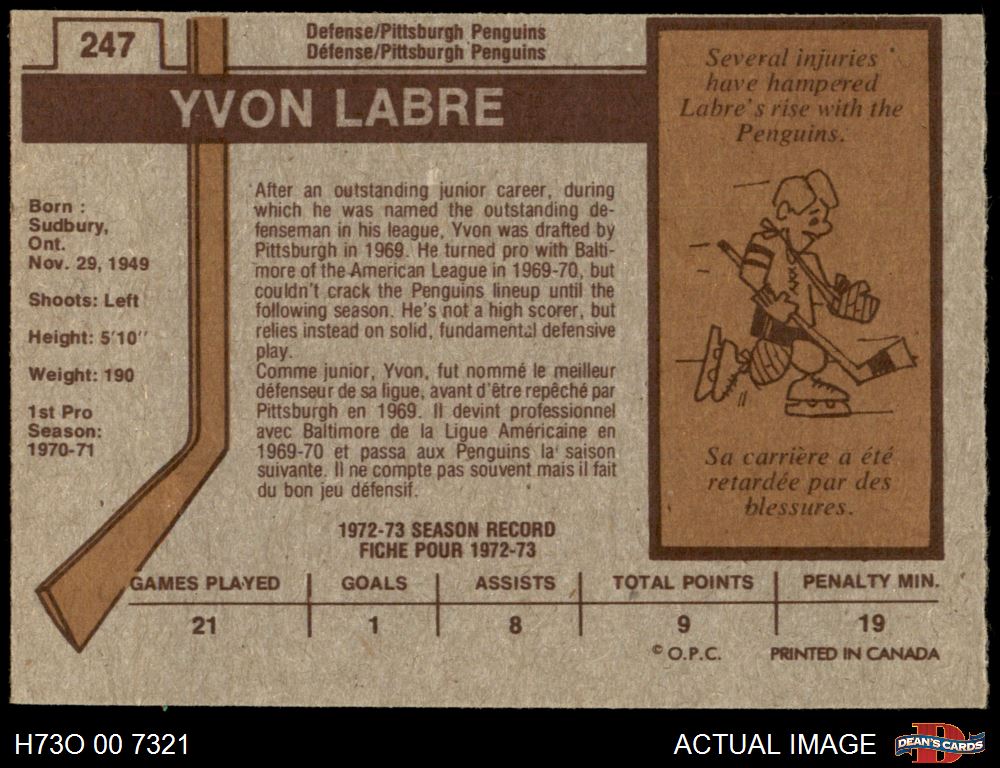 247
Defense/Pittsburgh Penguins
Défense/Pittsburgh Penguins
YVON LABRE
Born :
Sudbury,
Ont.
Nov. 29, 1949
Shoots: Left
Height: 5'10''
Weight: 190
1st Pro
Season:
1970-71
After an outstanding junior career, during
which he was named the outstanding de-
fenseman in his league, Yvon was drafted by
Pittsburgh in 1969. He turned pro with Balti-
more of the American League in 1969-70, but
couldn't crack the Penguins lineup until the
following season. He's not a high scorer, but
relies instead on solid, fundamental defensive
play.
Comme junior, Yvon, fut nommé le meilleur
défenseur de sa ligue, avant d'être repêché par
Pittsburgh en 1969. Il devint professionnel
avec Baltimore de la Ligue Américaine en
1969-70 et passa aux Penguins la saison
suivante. Il ne compte pas souvent mais il fait
du bon jeu défensif.
Several injuries
have hampered
Labre's rise with the
Penguins.
Sa carrière a été
retardée par des
blessures.
1972-73 SEASON RECORD
FICHE POUR 1972-73
GAMES PLAYED GOALS ASSISTS TOTAL POINTS PENALTY MIN.
21 1 8 9 19
© O.P.C. PRINTED IN CANADA
H73O 00 7321
ACTUAL IMAGE
DEAN'S CARDS